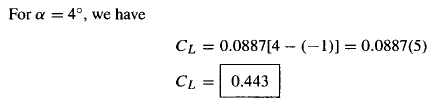 For α = 4°, we have
C_L = 0.0887[4 − (−1)] = 0.0887(5)
C_L = 0.443